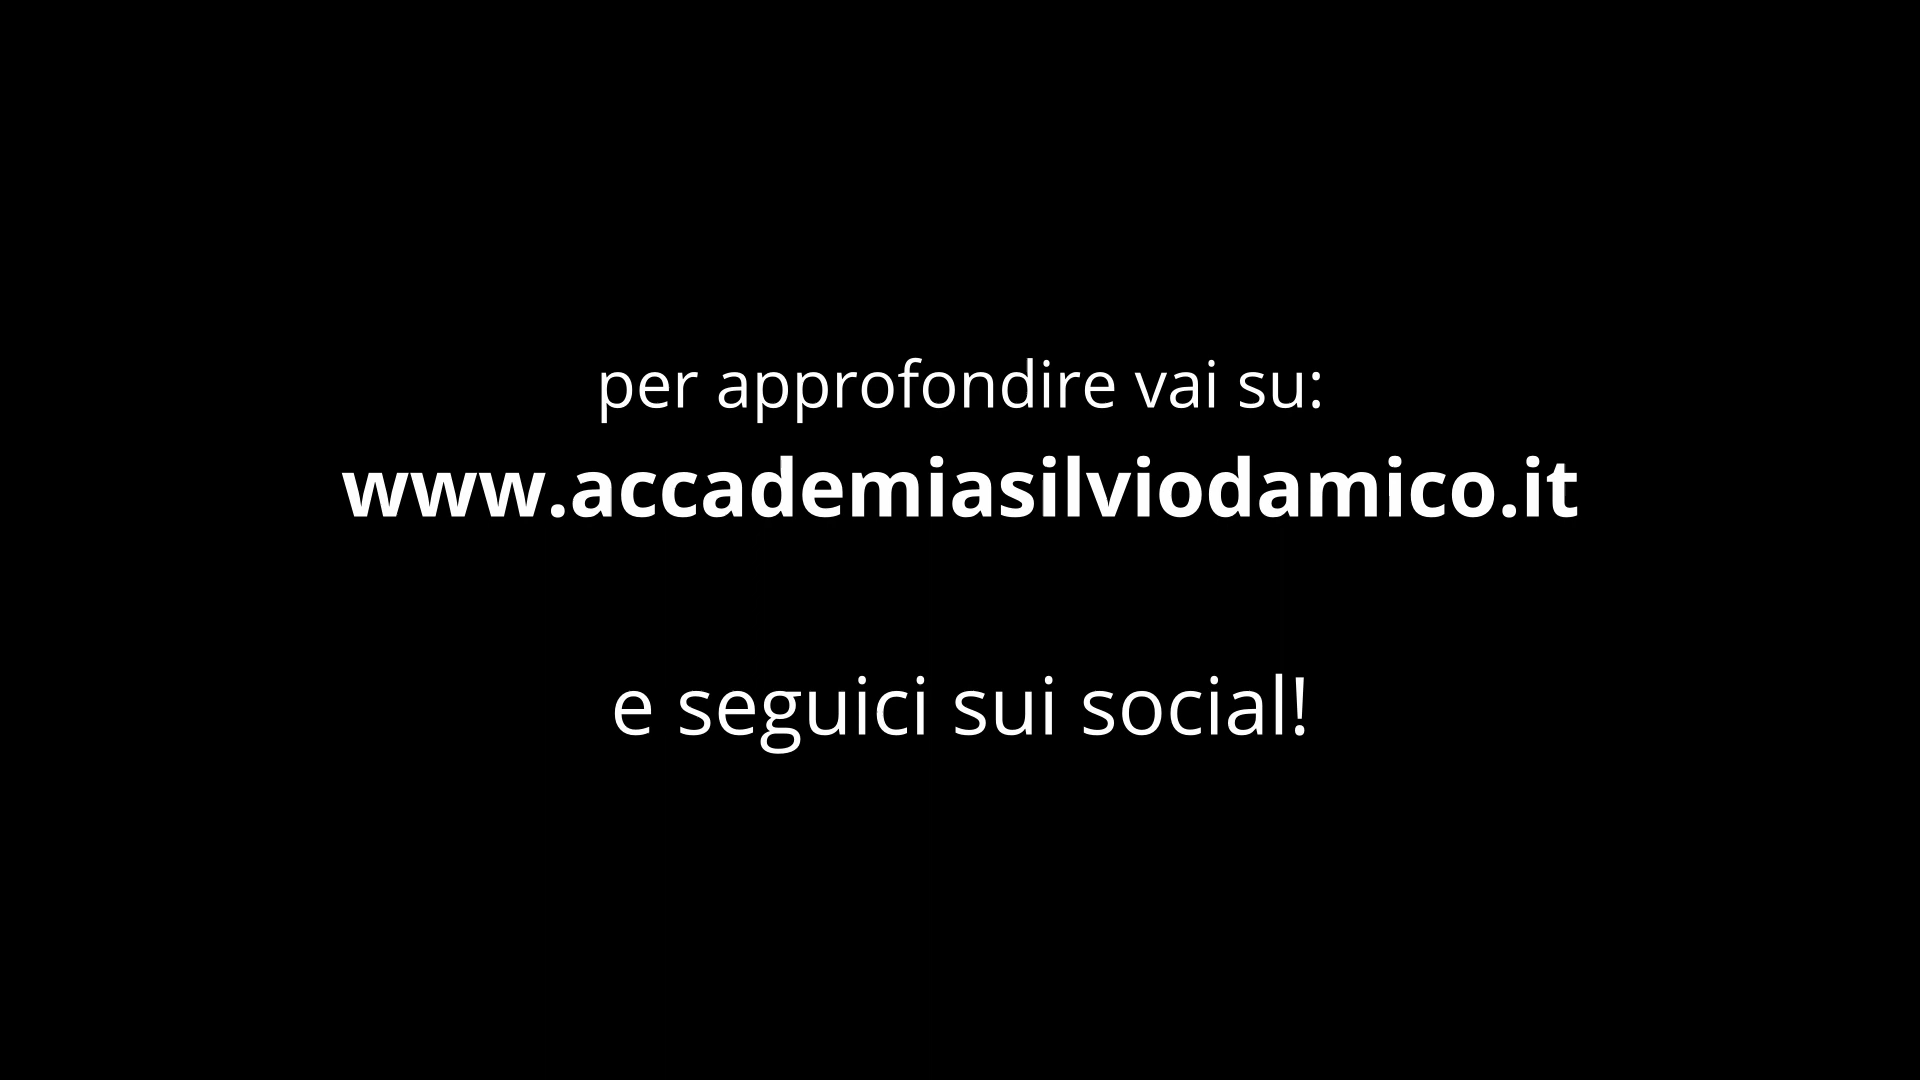 per approfondire vai su:
www.accademiasilviodamico.it
e seguici sui social!